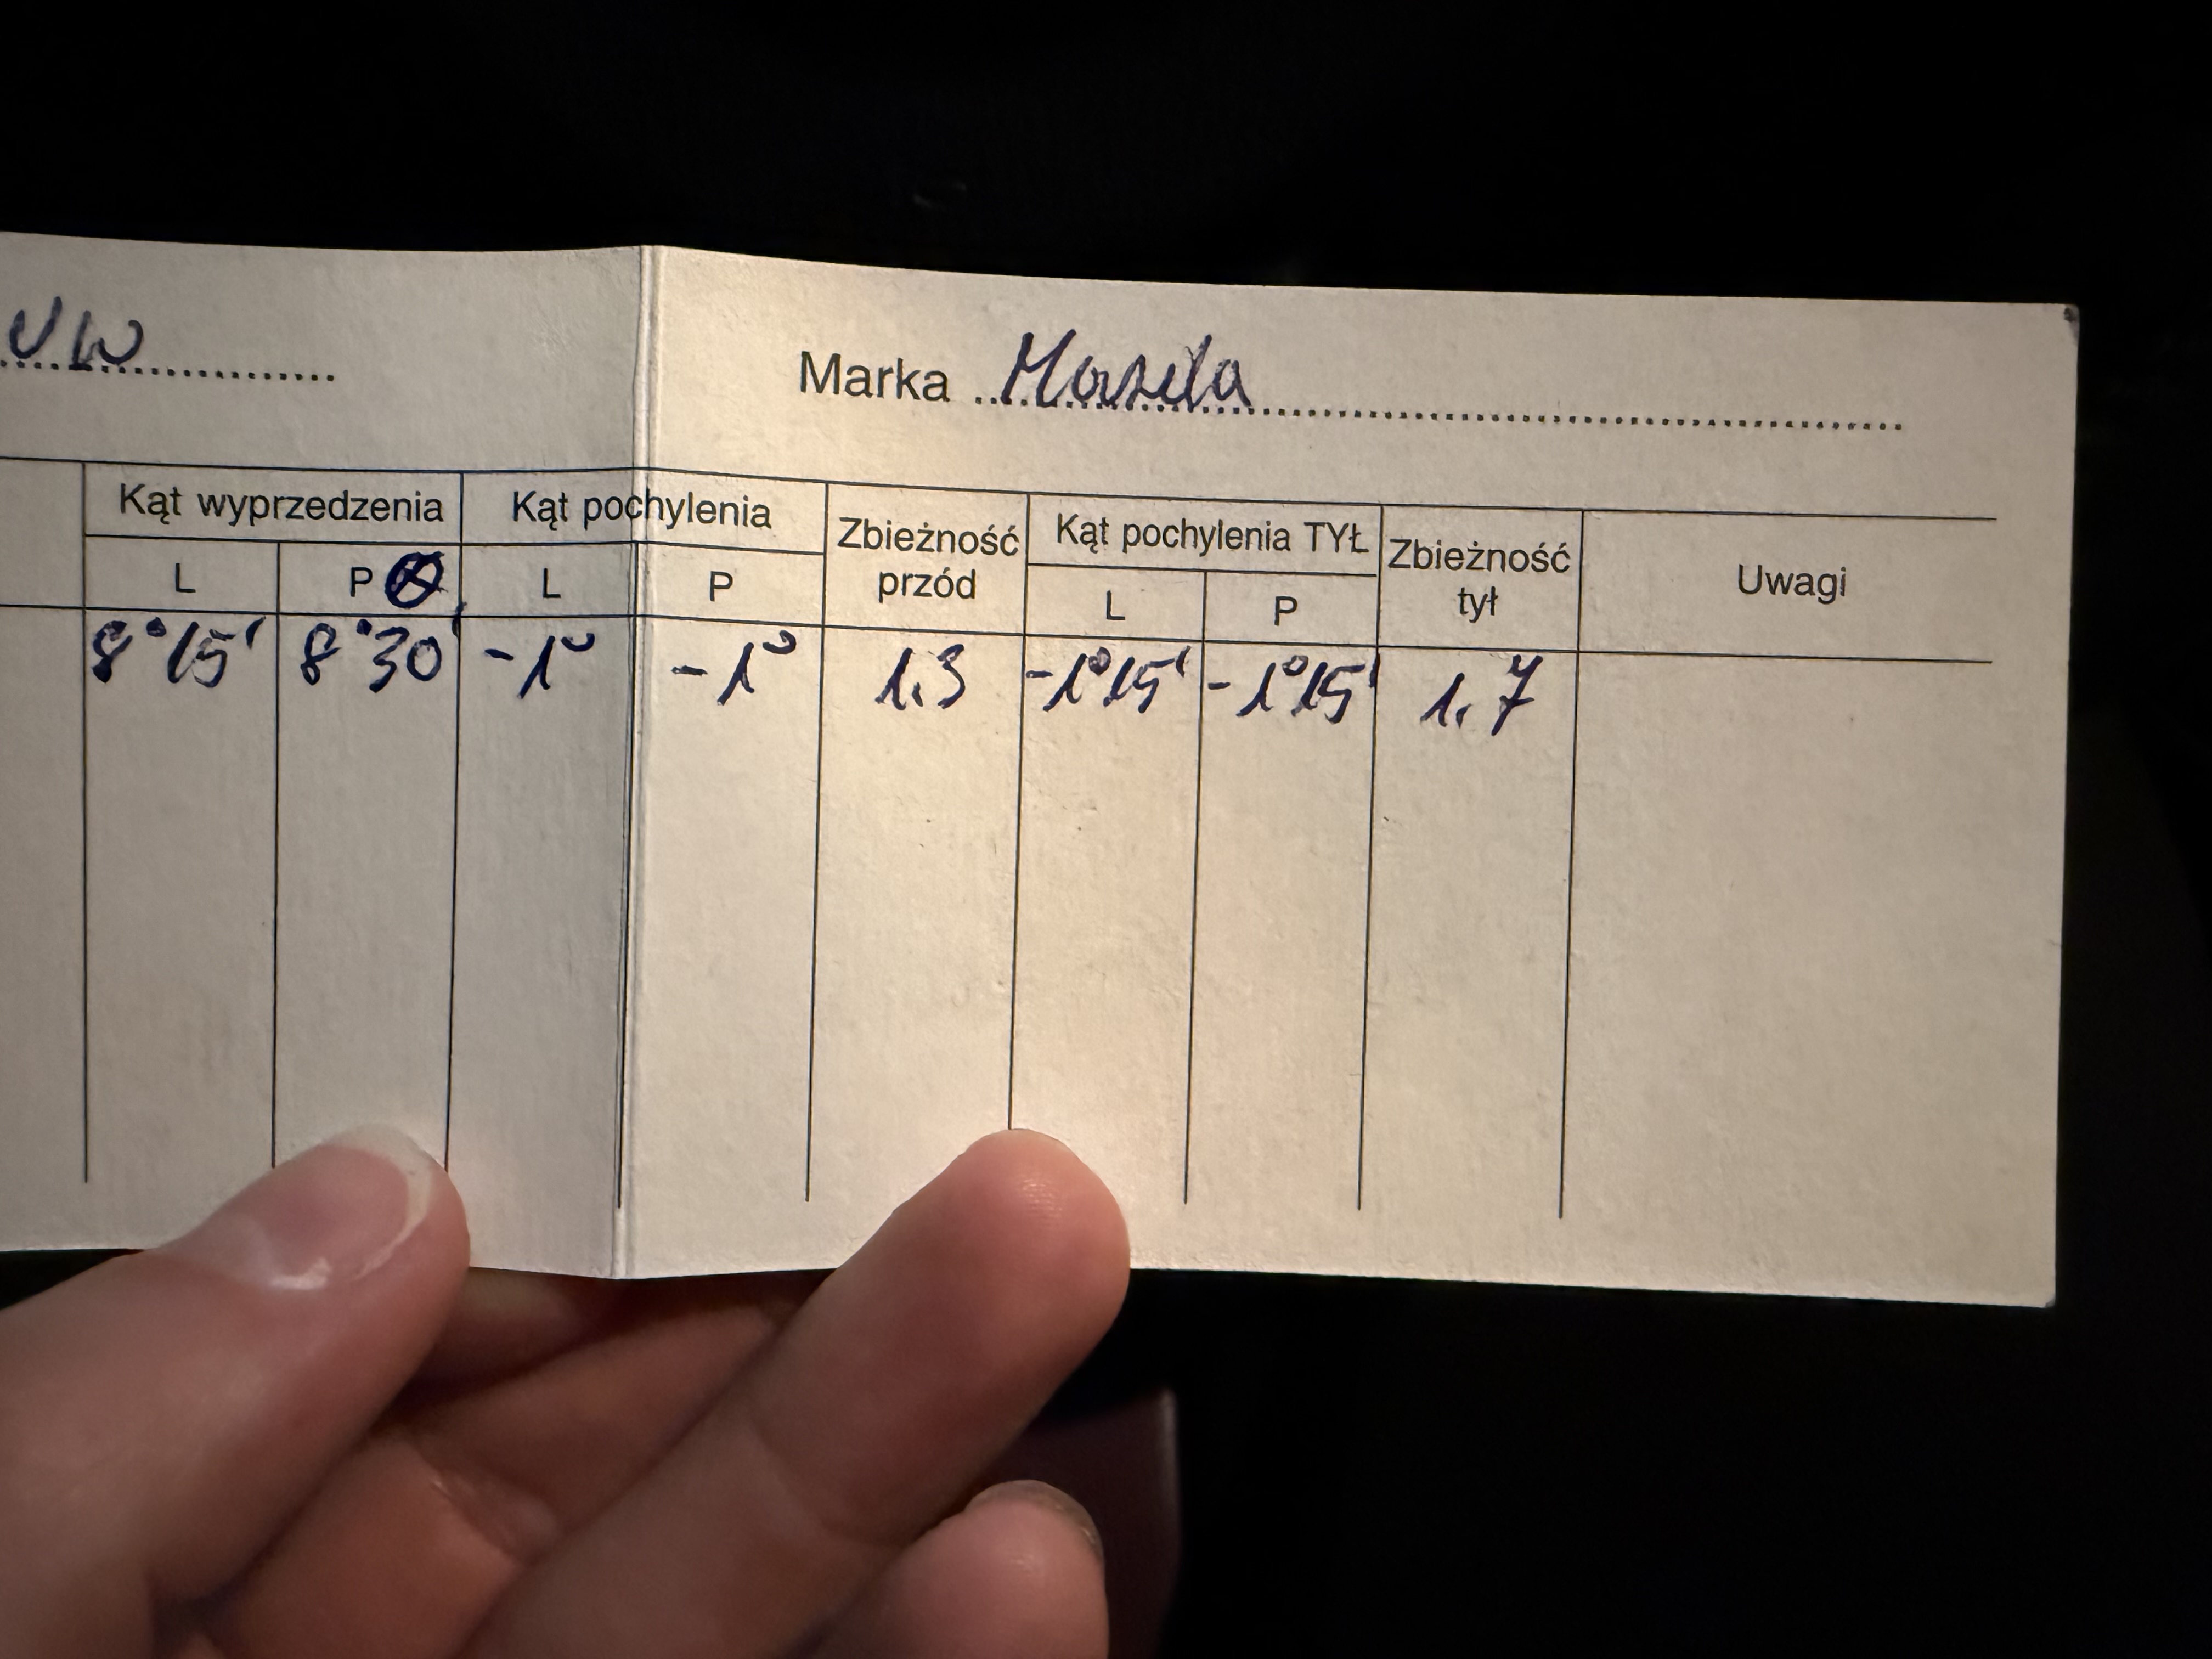 UW
Marka Mazda
Kąt wyprzedzenia Kąt pochylenia Zbieżność przód Kąt pochylenia TYŁ Zbieżność tył Uwagi
L P L P L P
8°15' 8°30' -1° -1° 1.3 -1°15' -1°15' 1.7